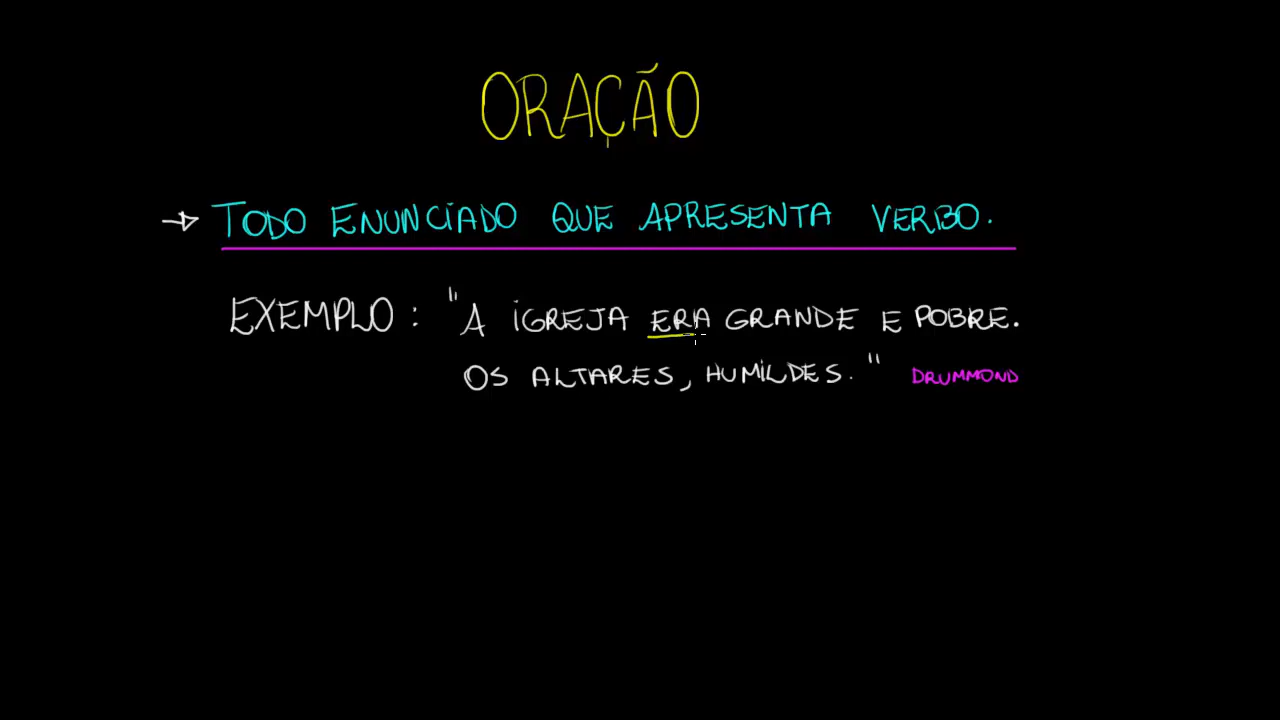 ORAÇÃO
→ TODO ENUNCIADO QUE APRESENTA VERBO.
EXEMPLO: "A IGREJA ERA GRANDE E POBRE.
OS ALTARES, HUMILDES." DRUMMOND